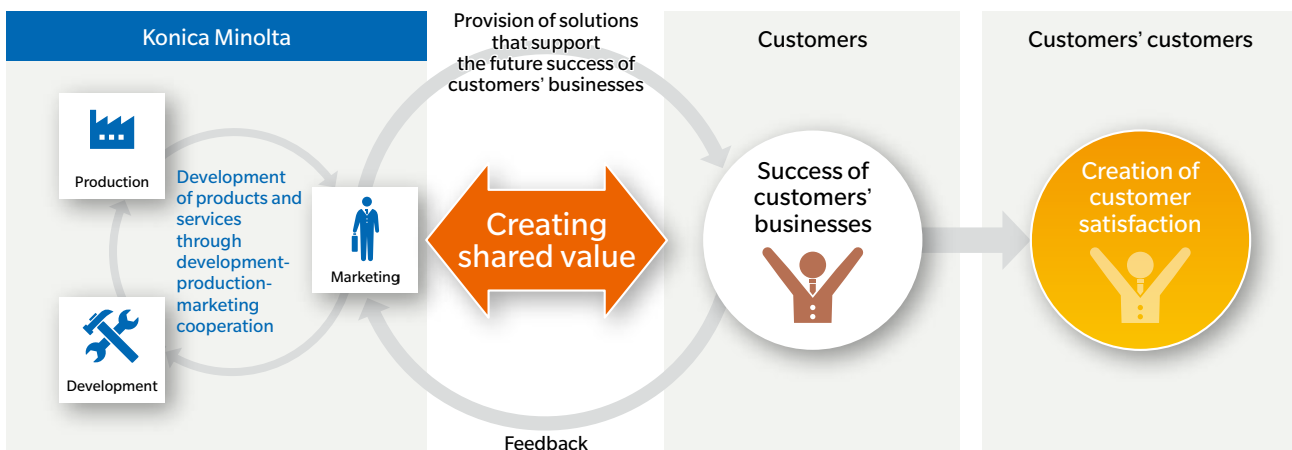 Konica Minolta
Production
Development
of products and
services
through
development-
production-
marketing
cooperation
Development
Marketing
Provision of solutions
that support
the future success of
customers’ businesses
Creating
shared value
Feedback
Customers
Success of
customers’
businesses
Customers’ customers
Creation of
customer
satisfaction